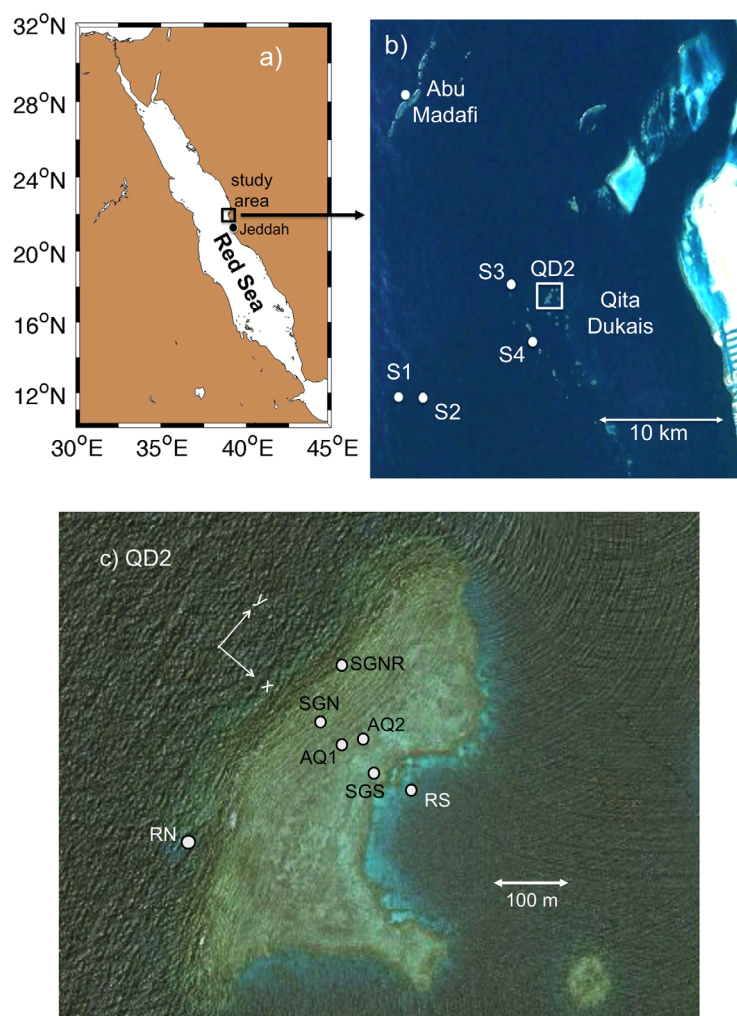 32°N
28°N
24°N
20°N
16°N
12°N
30°E
35°E
40°E
45°E
a)
study
area
Jeddah
Red Sea
b)
Abu
Madafi
S3
QD2
Qita
Dukais
S4
S1
S2
10 km
c) QD2
y
x
SGNR
SGN
AQ2
AQ1
SGS
RS
RN
100 m